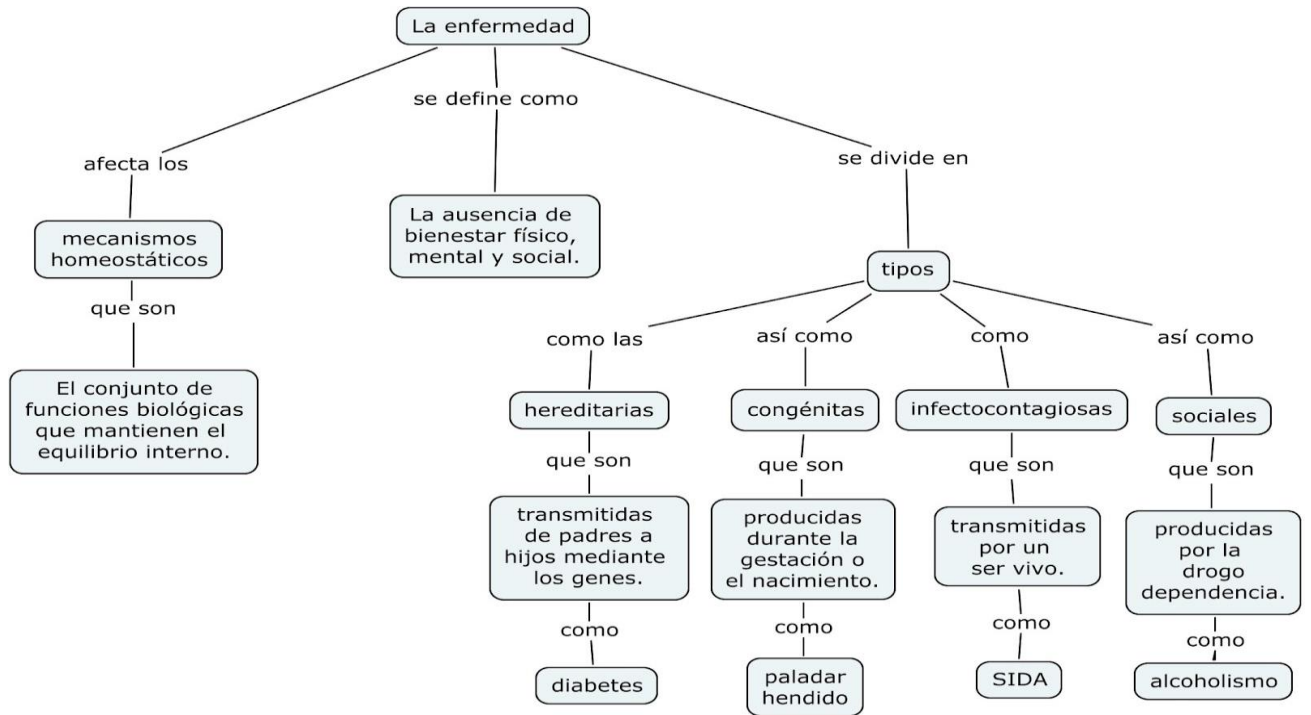 La enfermedad
se define como
afecta los
se divide en
La ausencia de
bienestar físico,
mental y social.
mecanismos
homeostáticos
tipos
que son
como las
así como
como
así como
El conjunto de
funciones biológicas
que mantienen el
equilibrio interno.
hereditarias
congénitas
infectocontagiosas
sociales
que son
que son
que son
que son
transmitidas
de padres a
hijos mediante
los genes.
producidas
durante la
gestación o
el nacimiento.
transmitidas
por un
ser vivo.
producidas
por la
drogo
dependencia.
como
como
como
como
diabetes
paladar
hendido
SIDA
alcoholismo